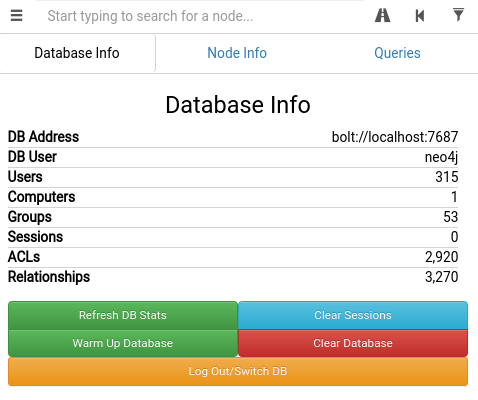 Start typing to search for a node...
Database Info Node Info Queries
Database Info
DB Address bolt://localhost:7687
DB User neo4j
Users 315
Computers 1
Groups 53
Sessions 0
ACLs 2,920
Relationships 3,270
Refresh DB Stats Clear Sessions
Warm Up Database Clear Database
Log Out/Switch DB